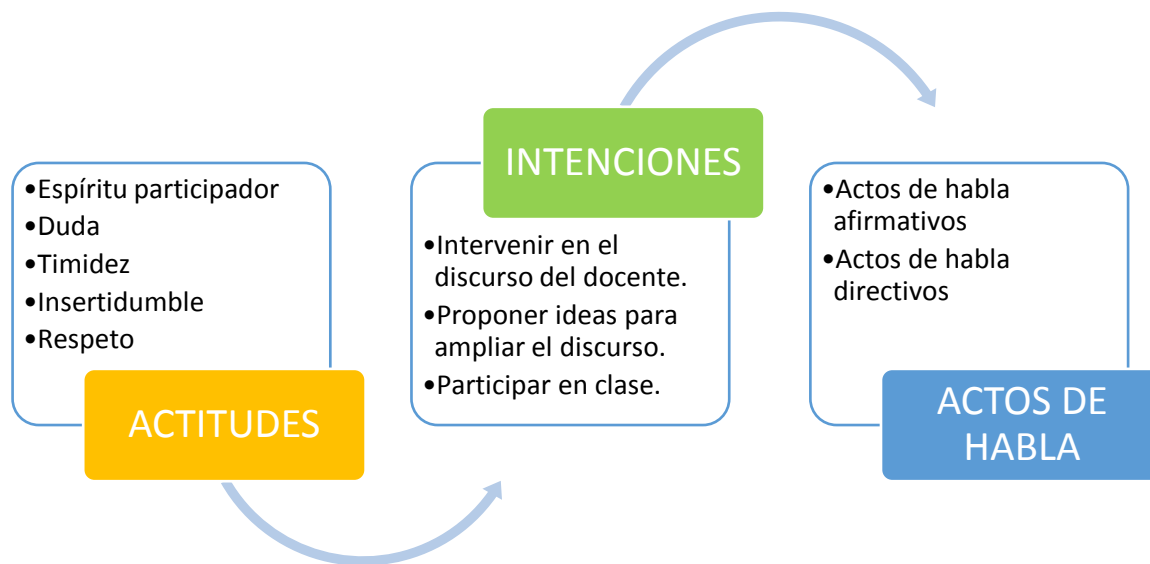 •Espíritu participador
•Duda
•Timidez
•Insertidumble
•Respeto
ACTITUDES
INTENCIONES
•Intervenir en el
discurso del docente.
•Proponer ideas para
ampliar el discurso.
•Participar en clase.
•Actos de habla
afirmativos
•Actos de habla
directivos
ACTOS DE
HABLA